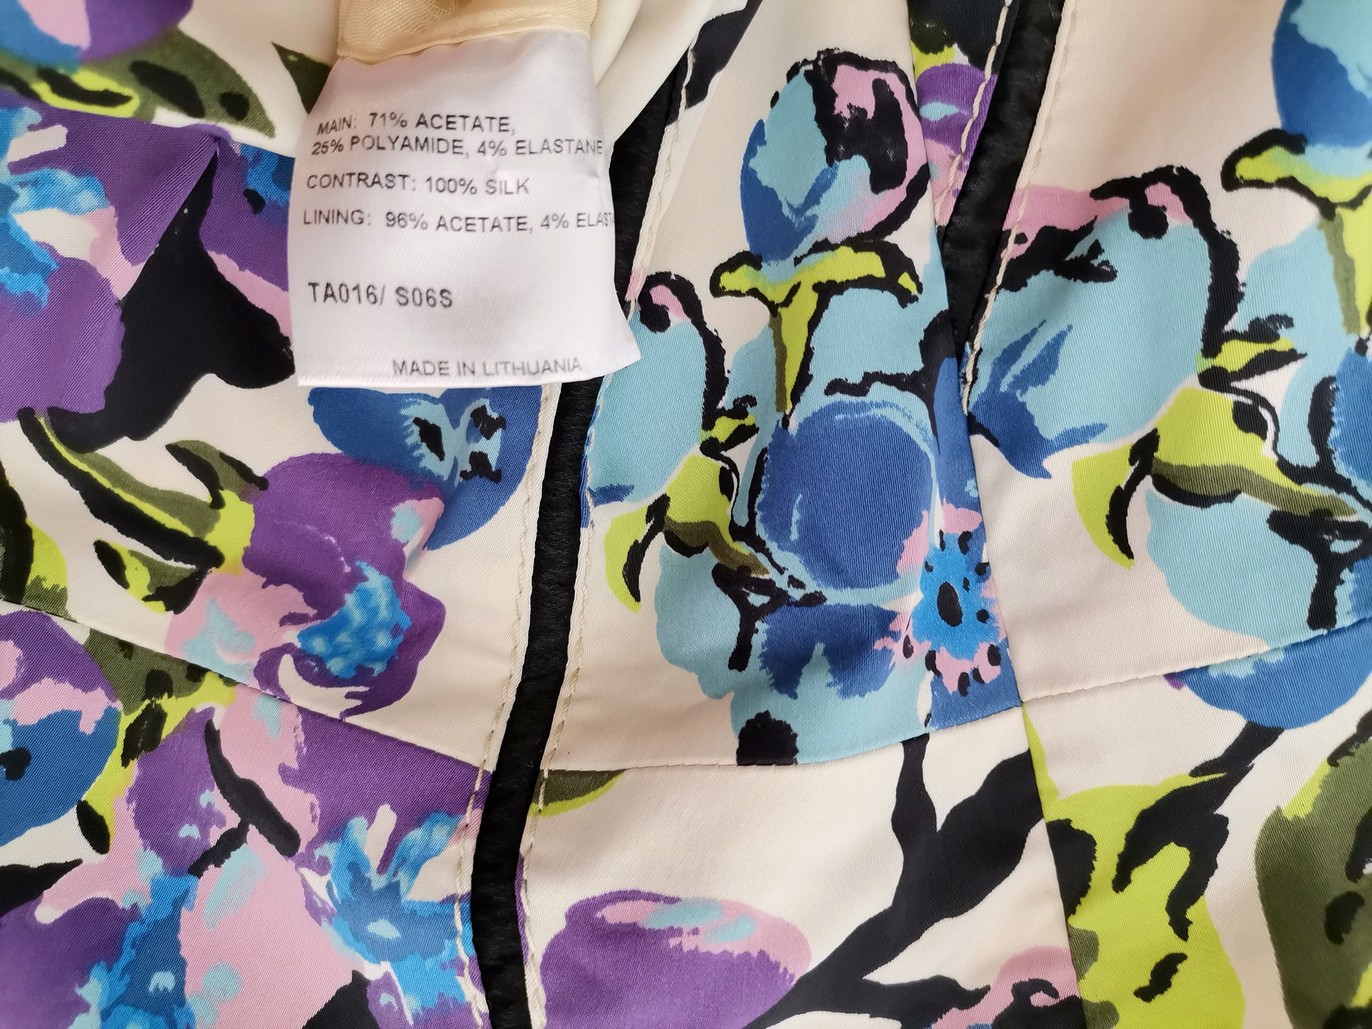 MAIN: 71% ACETATE,
25% POLYAMIDE, 4% ELASTANE
CONTRAST: 100% SILK
LINING: 96% ACETATE, 4%
TA016/ S06S
MADE IN LITHUANIA